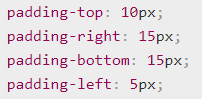 padding-top: 10px;
padding-right: 15px;
padding-bottom: 15px;
padding-left: 5px;